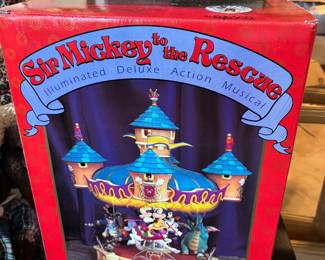 Sir Mickey to the Rescue
Illuminated Deluxe Action Musical